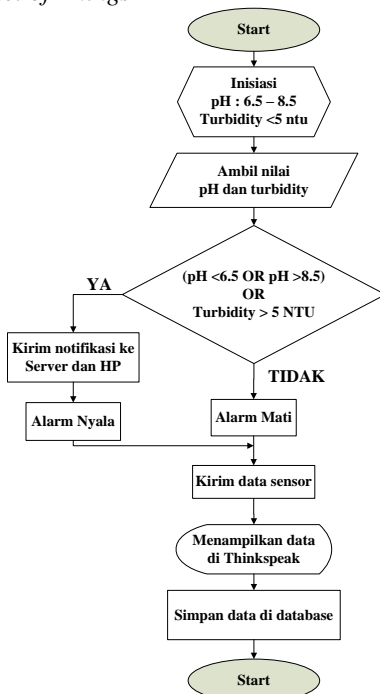 Start
Inisiasi
pH : 6.5 – 8.5
Turbidity <5 ntu
Ambil nilai
pH dan turbidity
(pH <6.5 OR pH >8.5)
OR
Turbidity > 5 NTU
YA
Kirim notifikasi ke
Server dan HP
TIDAK
Alarm Nyala
Alarm Mati
Kirim data sensor
Menampilkan data
di Thinkspeak
Simpan data di database
Start